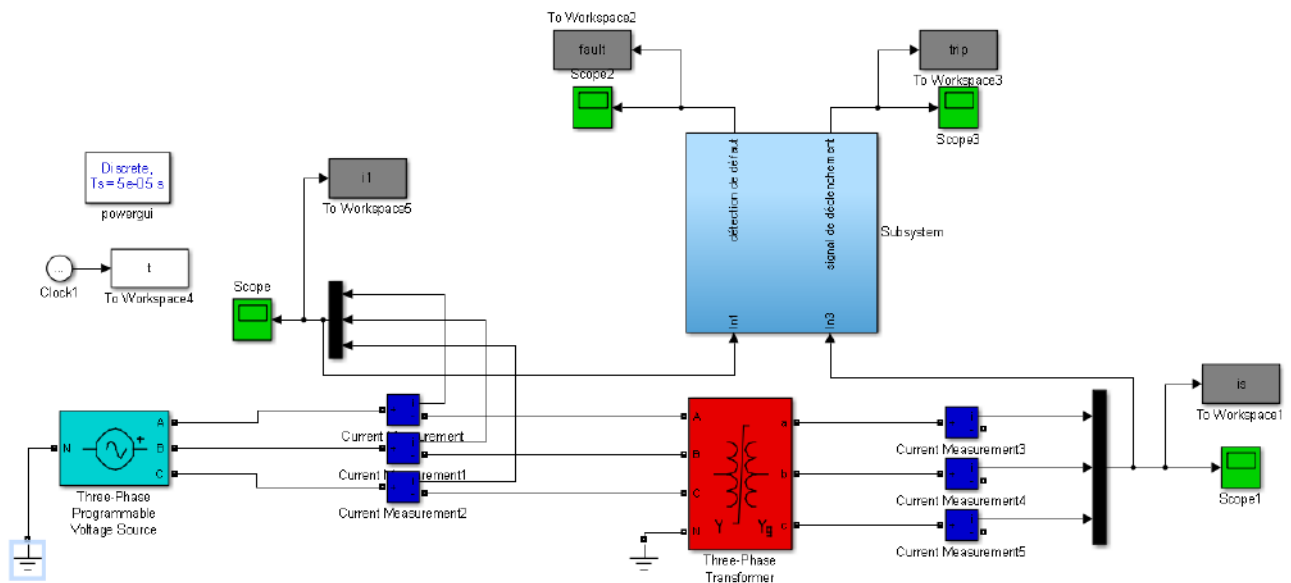 To Workspace2
fault
Scope2
trip
To Workspace3
Scope3
détection de défaut
signal de déclenchement
In1
In3
Subsystem
Discrete,
Ts = 5e-05 s
powergui
i1
To Workspace5
...
Clock1
t
To Workspace4
Scope
N
A
B
C
+
Three-Phase
Programmable
Voltage Source
Current Measurement
Current Measurement1
Current Measurement2
A
B
C
N
a
b
c
Y
Yg
Three-Phase
Transformer
Current Measurement3
Current Measurement4
Current Measurement5
is
To Workspace1
Scope1